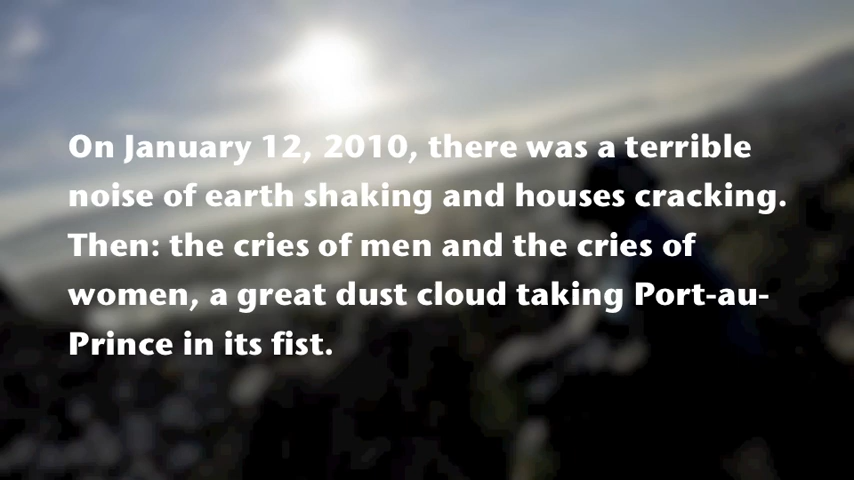 On January 12, 2010, there was a terrible
noise of earth shaking and houses cracking.
Then: the cries of men and the cries of
women, a great dust cloud taking Port-au-
Prince in its fist.